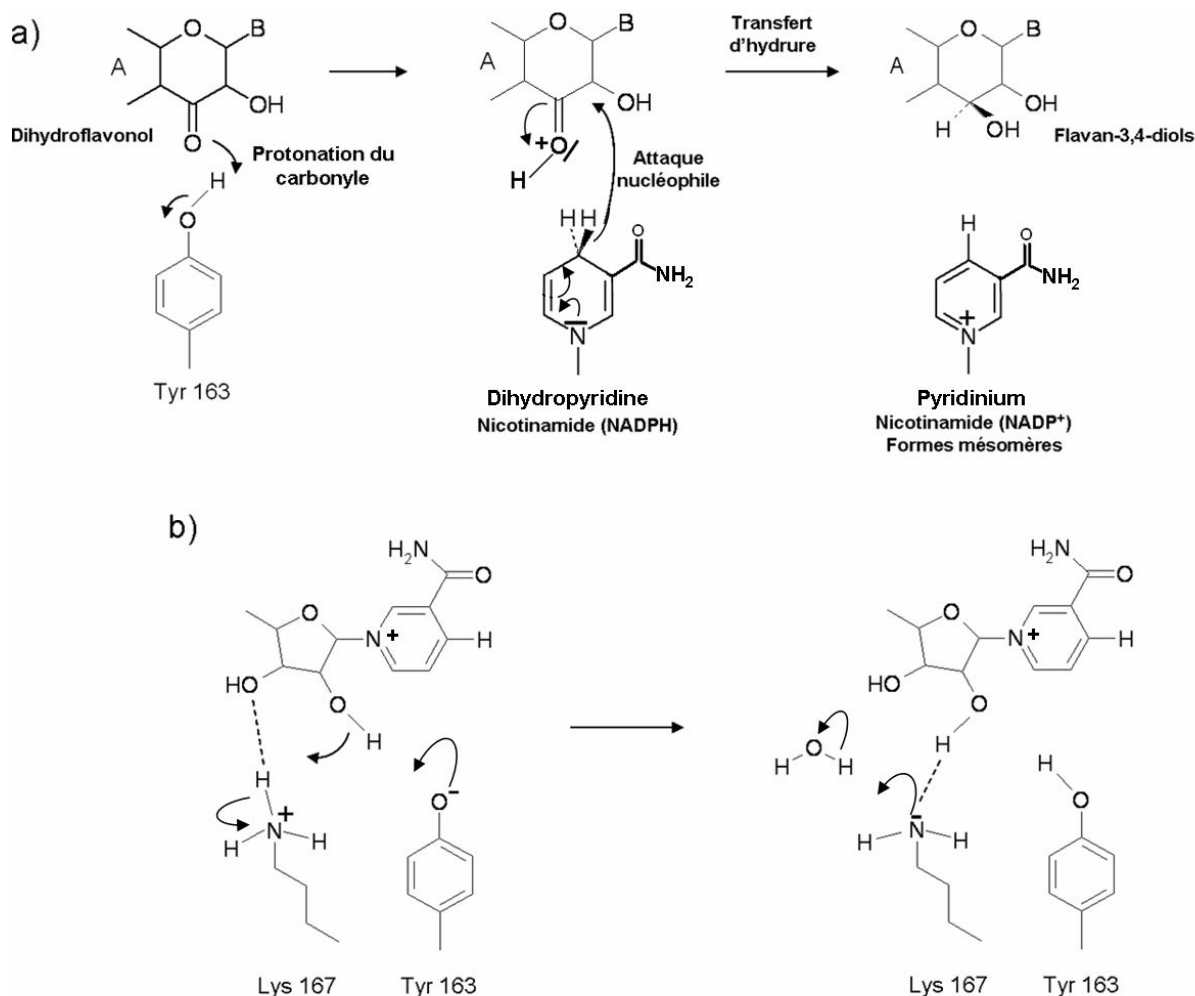 a)
O
B
A
OH
O
Dihydroflavonol
Protonation du
carbonyle
H
O
Tyr 163
O
B
A
OH
+O
H
Attaque
nucléophile
H H
O
NH2
N
Dihydropyridine
Nicotinamide (NADPH)
Transfert
d'hydrure
O
B
A
OH
H
OH
Flavan-3,4-diols
H
O
NH2
+
N
Pyridinium
Nicotinamide (NADP+)
Formes mésomères
b)
H2N
O
O
N
+
H
HO
O
H
H
N
+
H
H
O-
Lys 167
Tyr 163
H2N
O
O
N
+
H
HO
O
H
O
H
H
H
O
H
N
-
H
Lys 167
Tyr 163